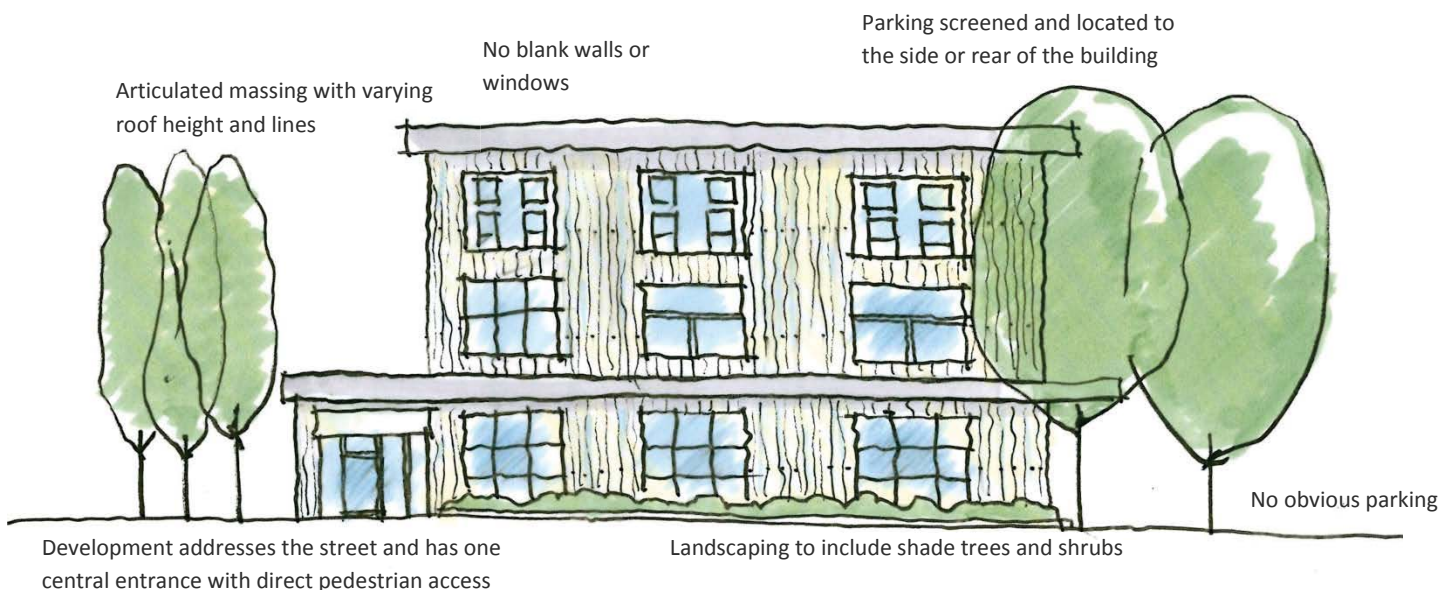 Parking screened and located to
the side or rear of the building
No blank walls or
windows
Articulated massing with varying
roof height and lines
No obvious parking
Development addresses the street and has one
central entrance with direct pedestrian access
Landscaping to include shade trees and shrubs